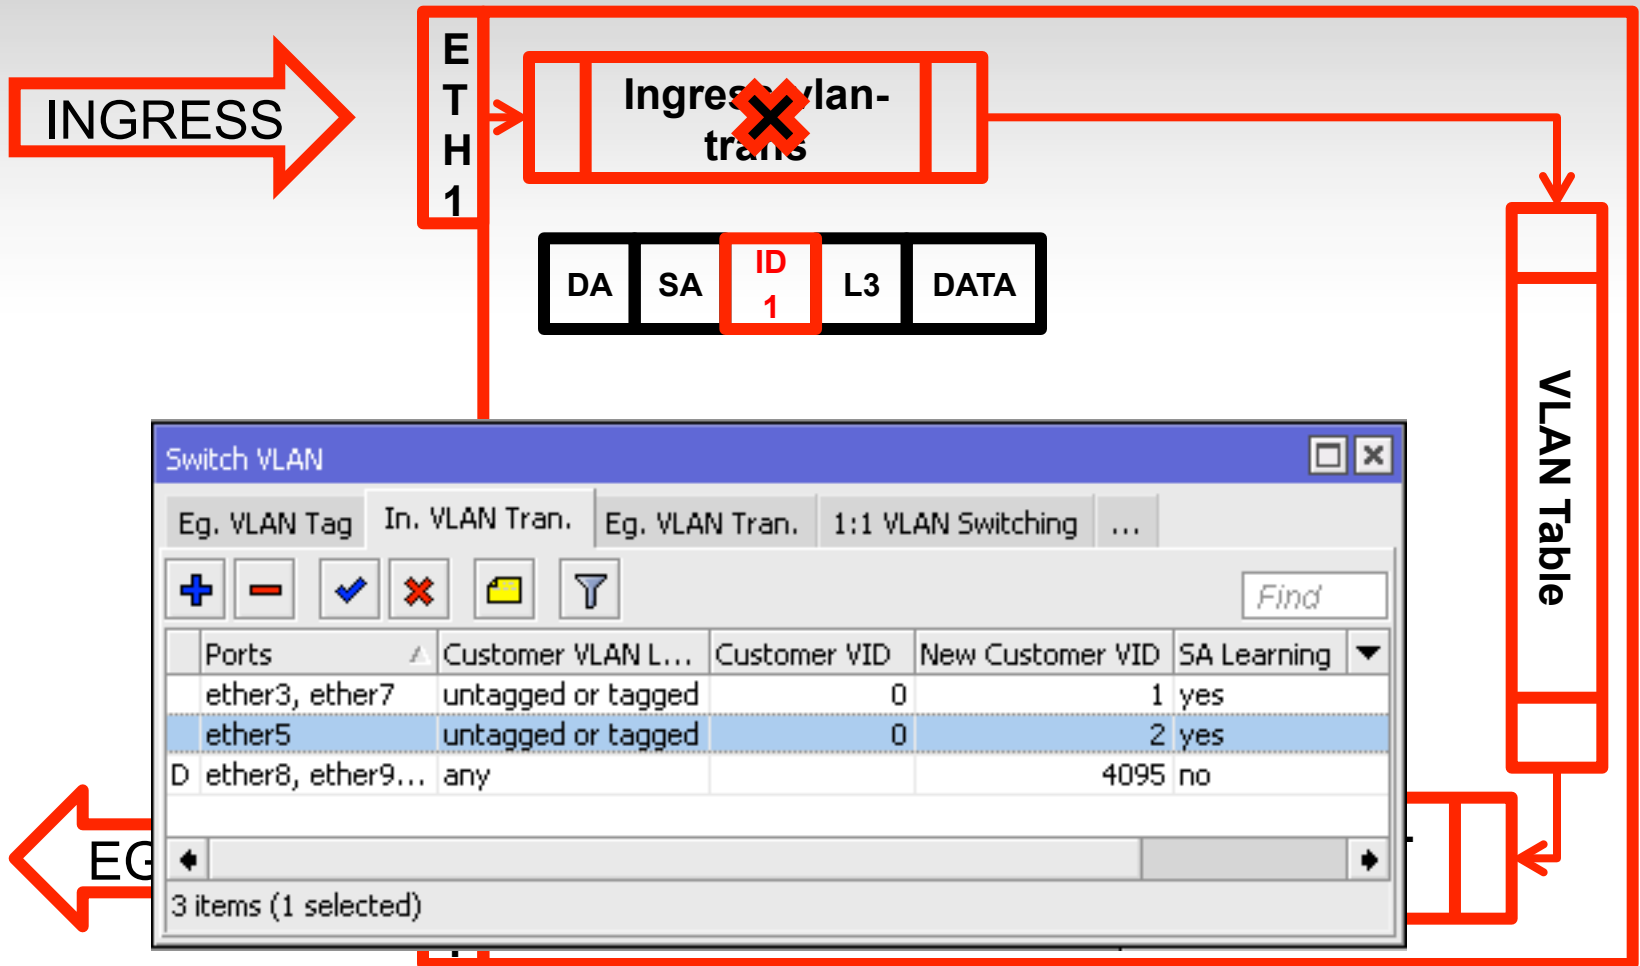 INGRESS
E
T
H
1
Ingress vlan-
trans
DA SA ID 1 L3 DATA
VLAN Table
Switch VLAN
Eg. VLAN Tag In. VLAN Tran. Eg. VLAN Tran. 1:1 VLAN Switching ...
Find
Ports Customer VLAN L... Customer VID New Customer VID SA Learning
ether3, ether7 untagged or tagged 0 1 yes
ether5 untagged or tagged 0 2 yes
D ether8, ether9... any 4095 no
EG
3 items (1 selected)